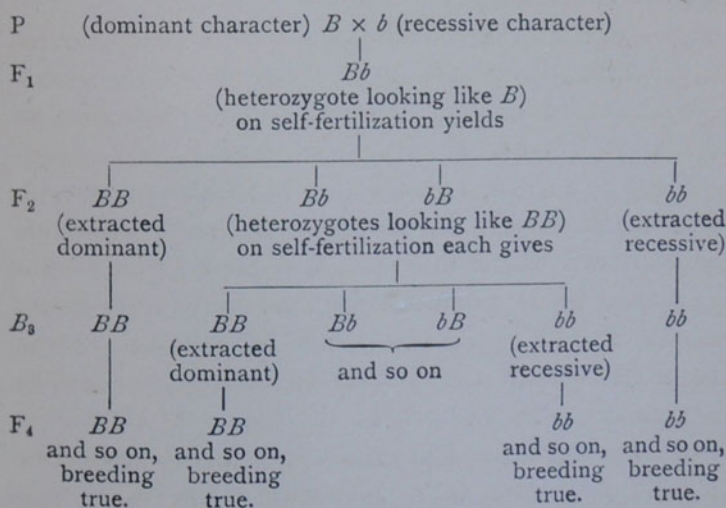 P (dominant character) B × b (recessive character)
F₁ Bb
(heterozygote looking like B)
on self-fertilization yields
F₂ BB Bb bB bb
(extracted (heterozygotes looking like BB) (extracted
dominant) on self-fertilization each gives recessive)
B₃ BB BB Bb bB bb bb
(extracted and so on (extracted
dominant) recessive)
F₄ BB BB bb bb
and so on, and so on, and so on, and so on,
breeding breeding breeding breeding
true. true. true. true.